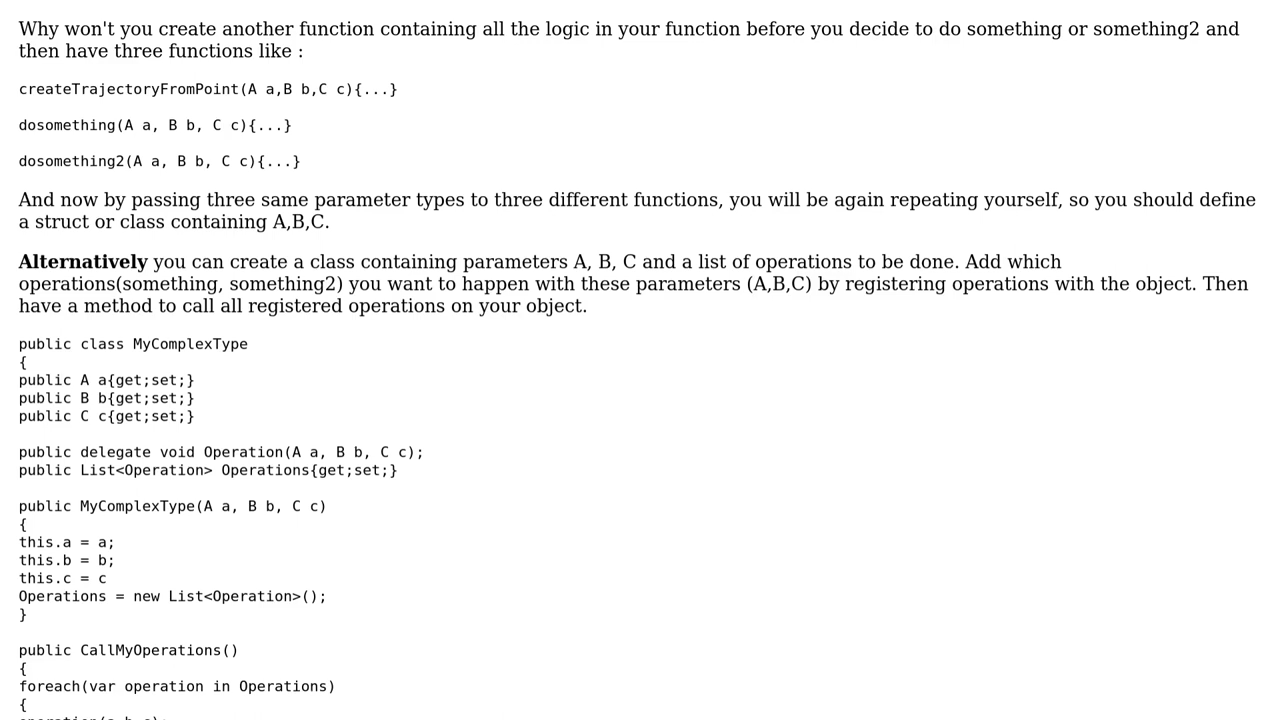 Why won't you create another function containing all the logic in your function before you decide to do something or something2 and
then have three functions like :
createTrajectoryFromPoint(A a,B b,C c){...}
dosomething(A a, B b, C c){...}
dosomething2(A a, B b, C c){...}
And now by passing three same parameter types to three different functions, you will be again repeating yourself, so you should define
a struct or class containing A,B,C.
Alternatively you can create a class containing parameters A, B, C and a list of operations to be done. Add which
operations(something, something2) you want to happen with these parameters (A,B,C) by registering operations with the object. Then
have a method to call all registered operations on your object.
public class MyComplexType
{
public A a{get;set;}
public B b{get;set;}
public C c{get;set;}
public delegate void Operation(A a, B b, C c);
public List<Operation> Operations{get;set;}
public MyComplexType(A a, B b, C c)
{
this.a = a;
this.b = b;
this.c = c
Operations = new List<Operation>();
}
public CallMyOperations()
{
foreach(var operation in Operations)
{